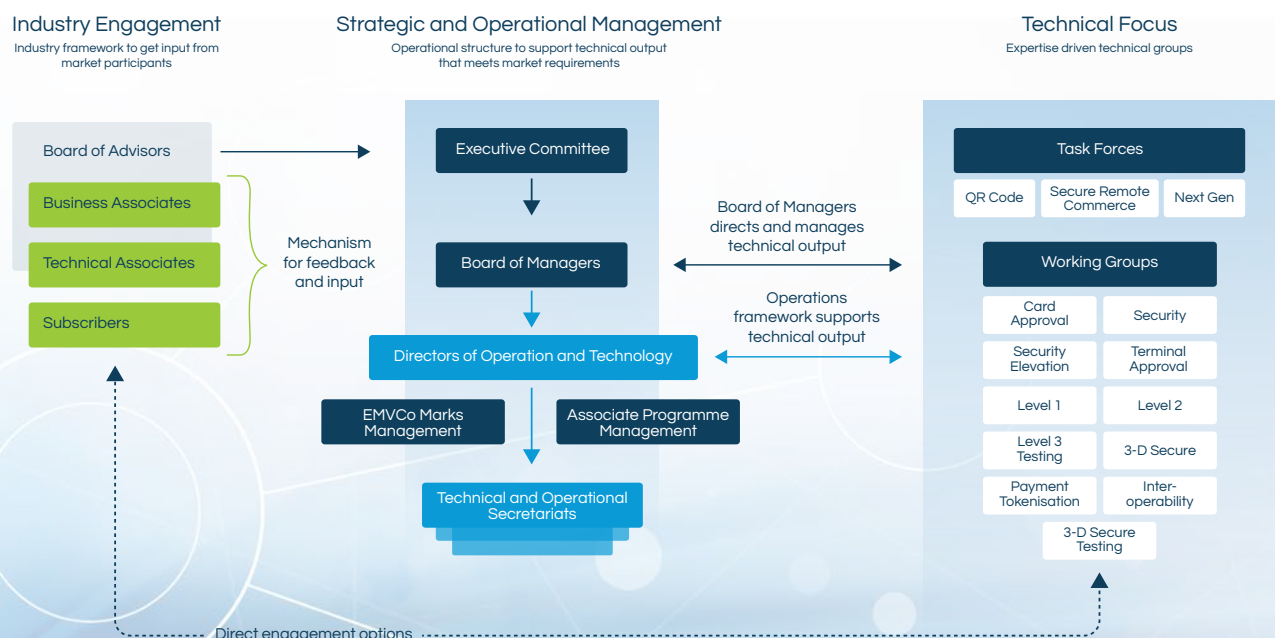 Industry Engagement
Industry framework to get input from
market participants
Strategic and Operational Management
Operational structure to support technical output
that meets market requirements
Technical Focus
Expertise driven technical groups
Board of Advisors
Business Associates
Technical Associates
Subscribers
Mechanism
for feedback
and input
Executive Committee
Board of Managers
Directors of Operation and Technology
EMVCo Marks
Management
Associate Programme
Management
Technical and Operational
Secretariats
Board of Managers
directs and manages
technical output
Operations
framework supports
technical output
Task Forces
QR Code
Secure Remote
Commerce
Next Gen
Working Groups
Card
Approval
Security
Security
Elevation
Terminal
Approval
Level 1
Level 2
Level 3
Testing
3-D Secure
Payment
Tokenisation
Inter-
operability
3-D Secure
Testing
Direct engagement options